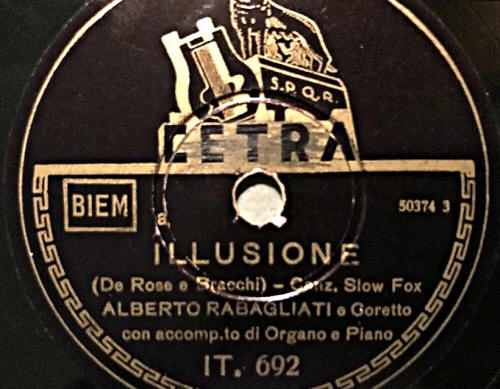 S.P.Q.R.
CETRA
BIEM
50374 3
a
ILLUSIONE
(De Rose e Bracchi) - Canz. Slow Fox
ALBERTO RABAGLIATI e Goretto
con accomp.to di Organo e Piano
IT. 692